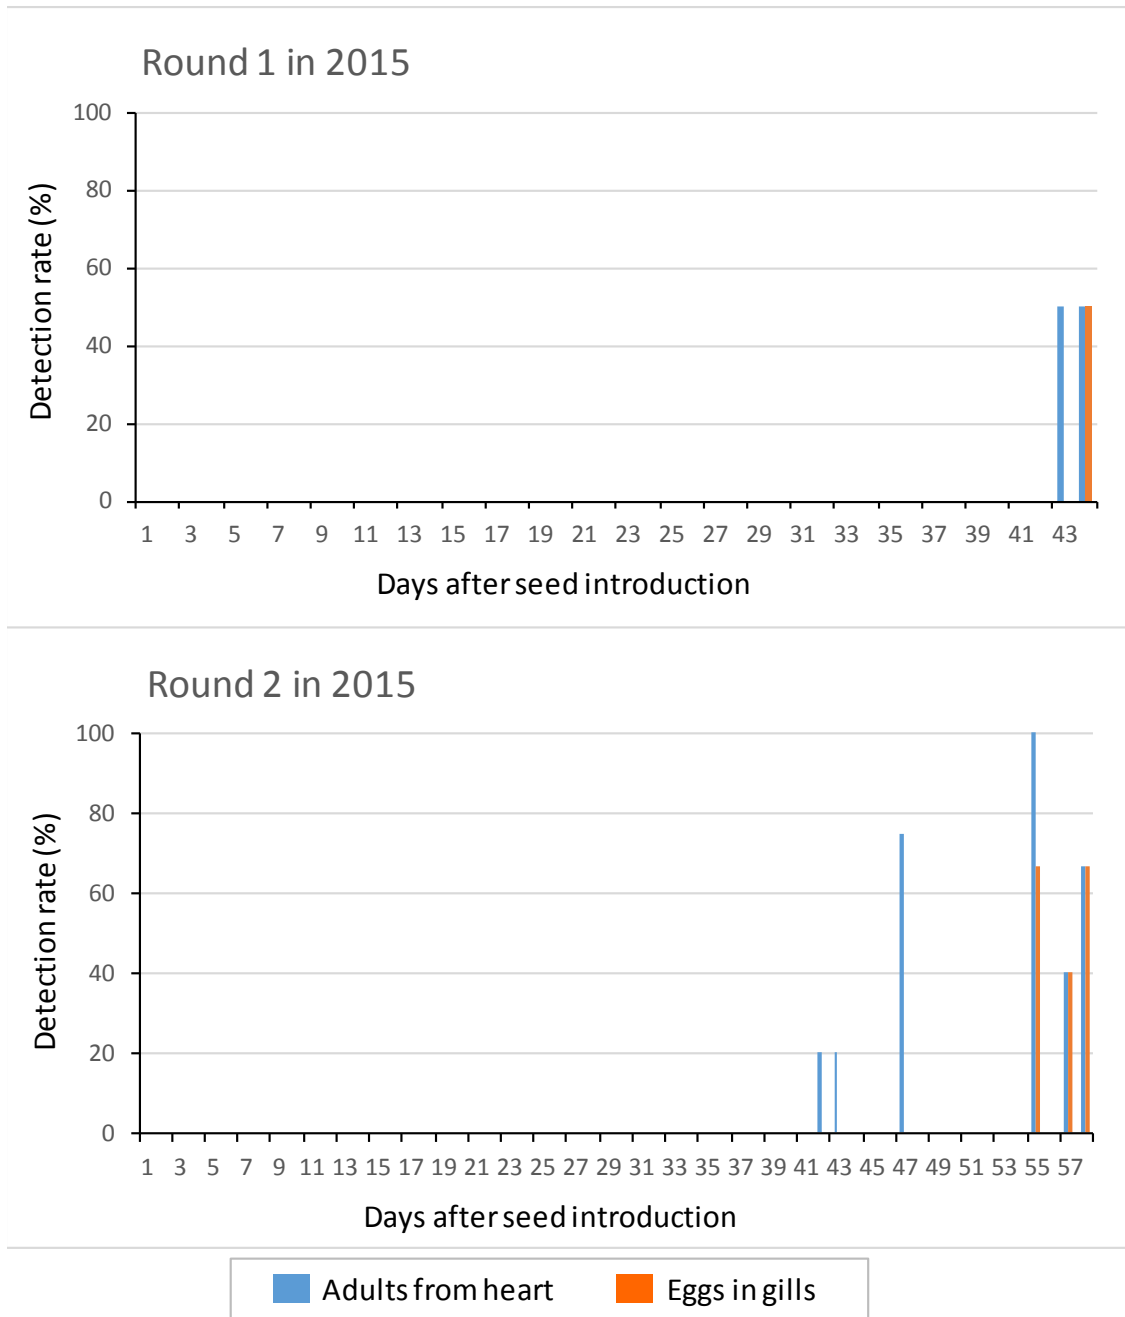 Round 1 in 2015
100
80
60
40
20
0
Detection rate (%)
1 3 5 7 9 11 13 15 17 19 21 23 25 27 29 31 33 35 37 39 41 43
Days after seed introduction
Round 2 in 2015
100
80
60
40
20
0
Detection rate (%)
1 3 5 7 9 11 13 15 17 19 21 23 25 27 29 31 33 35 37 39 41 43 45 47 49 51 53 55 57
Days after seed introduction
Adults from heart Eggs in gills